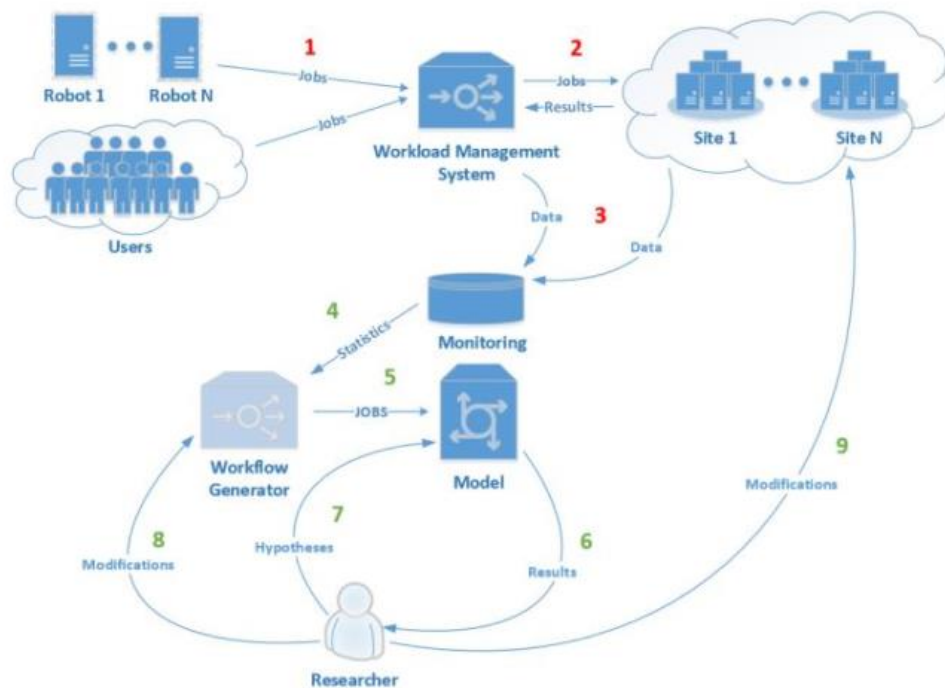 1
2
Jobs
Jobs
Robot 1
Robot N
Jobs
Results
Site 1
Site N
Workload Management
System
Users
Data
3
Data
4
Statistics
Monitoring
5
JOBS
9
Workflow
Generator
Model
Modifications
7
8
Hypotheses
6
Modifications
Results
Researcher